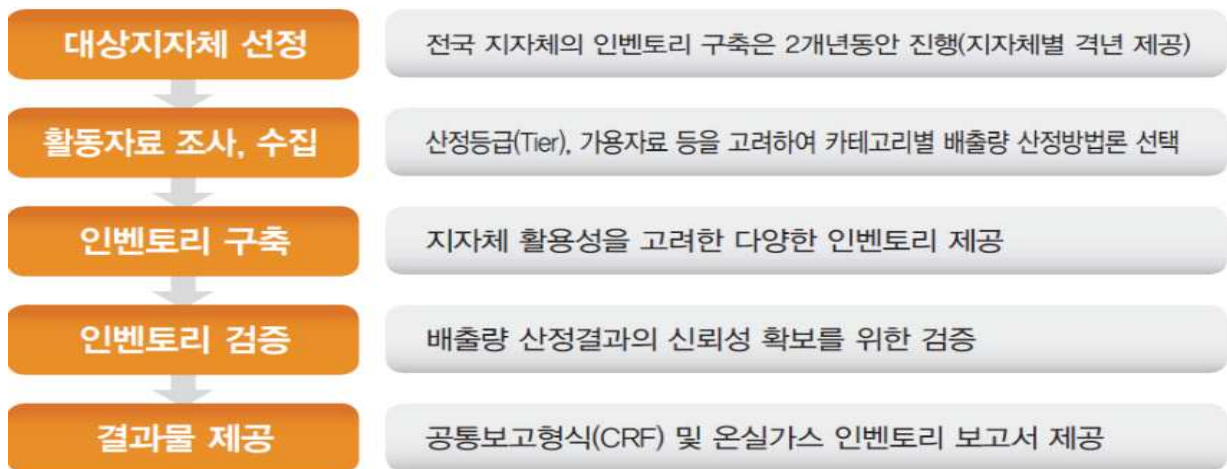 대상지자체 선정
전국 지자체의 인벤토리 구축은 2개년동안 진행(지자체별 격년 제공)
활동자료 조사, 수집
산정등급(Tier), 가용자료 등을 고려하여 카테고리별 배출량 산정방법론 선택
인벤토리 구축
지자체 활용성을 고려한 다양한 인벤토리 제공
인벤토리 검증
배출량 산정결과의 신뢰성 확보를 위한 검증
결과물 제공
공통보고형식(CRF) 및 온실가스 인벤토리 보고서 제공